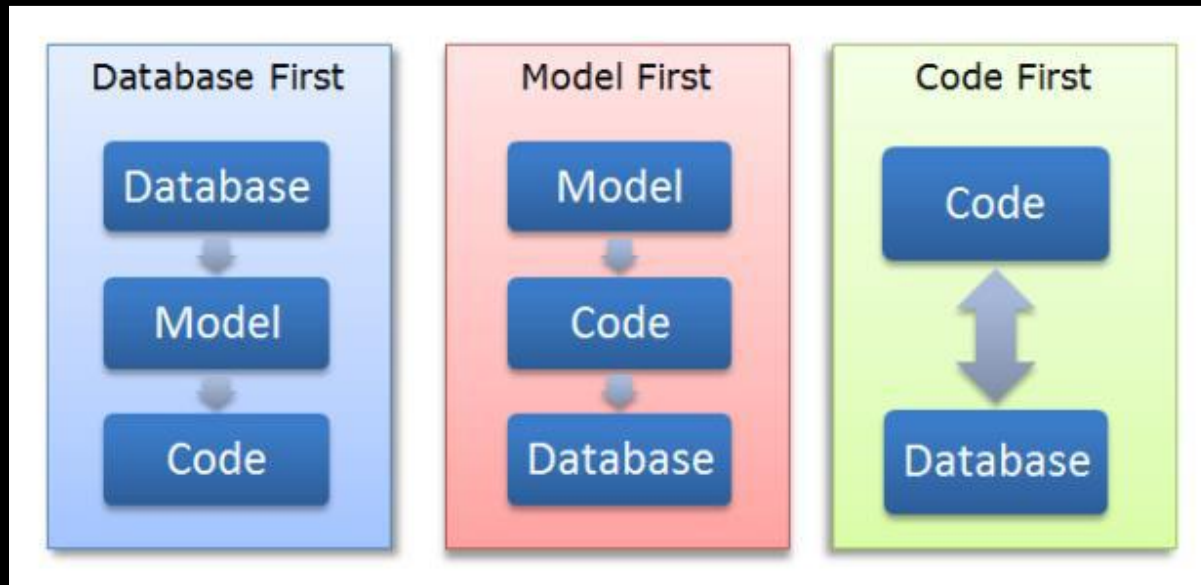 Database First
Database
Model
Code
Model First
Model
Code
Database
Code First
Code
Database